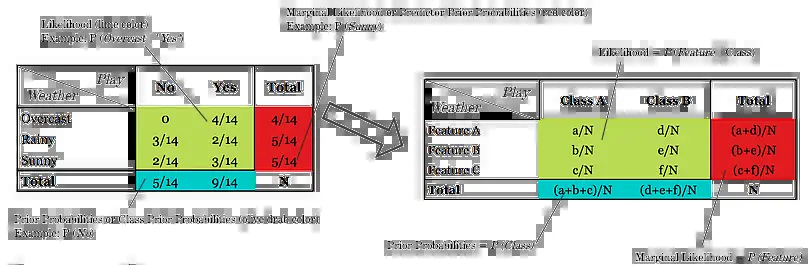 Likelihood (lime color)
Example: P (Overcast | Yes)
Marginal Likelihood or Predictor Prior Probabilities (red color)
Example: P (Sunny)
Play
Weather
No Yes Total
Overcast 0 4/14 4/14
Rainy 3/14 2/14 5/14
Sunny 2/14 3/14 5/14
Total 5/14 9/14 N
Prior Probabilities or Class Prior Probabilities (olive drab color)
Example: P (No)
Likelihood = P (Feature | Class)
Play
Weather
Class A Class B Total
Feature A a/N d/N (a+d)/N
Feature B b/N e/N (b+e)/N
Feature C c/N f/N (c+f)/N
Total (a+b+c)/N (d+e+f)/N N
Prior Probabilities = P (Class)
Marginal Likelihood = P (Feature)